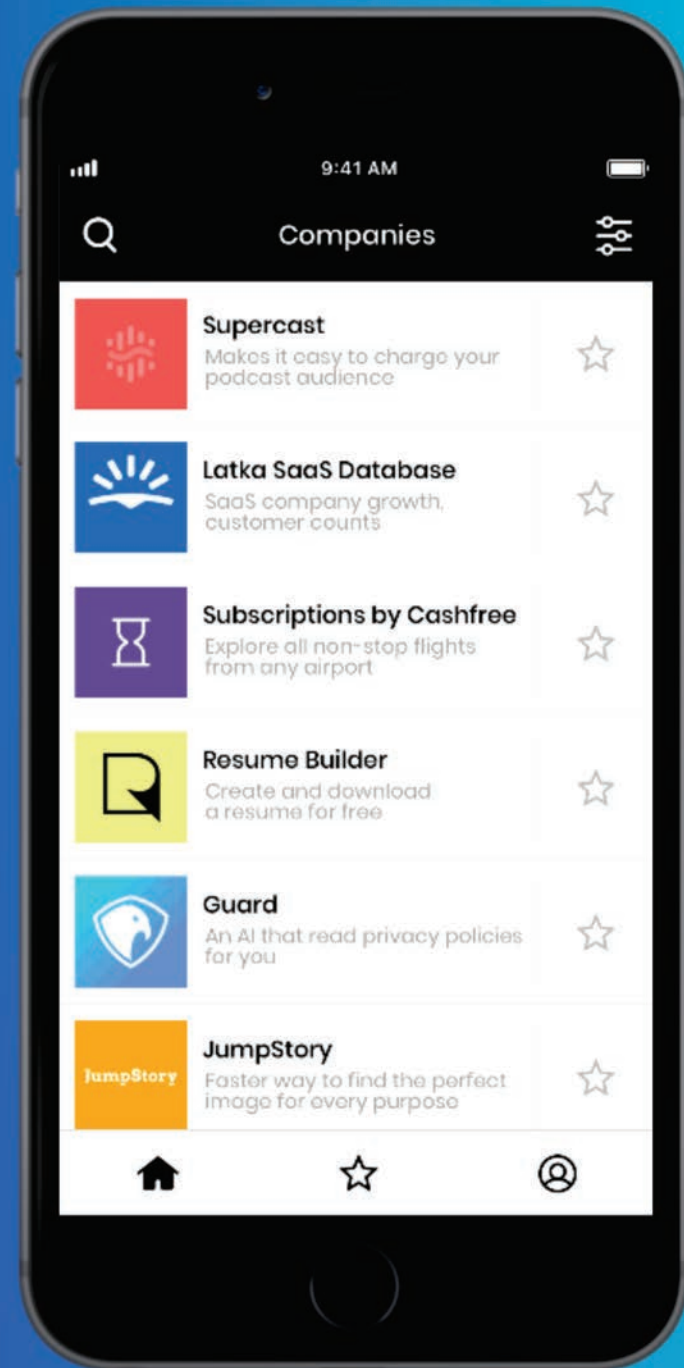 9:41 AM
Companies
Supercast
Makes it easy to charge your
podcast audience
Latka SaaS Database
SaaS company growth,
customer counts
Subscriptions by Cashfree
Explore all non-stop flights
from any airport
Resume Builder
Create and download
a resume for free
Guard
An AI that read privacy policies
for you
JumpStory
JumpStory
Faster way to find the perfect
image for every purpose